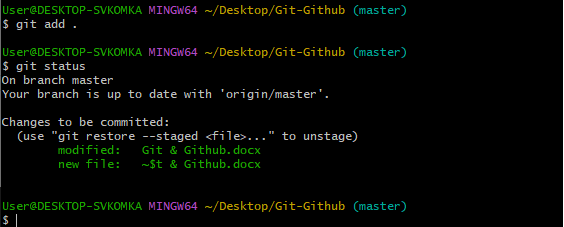 User@DESKTOP-SVKOMKA MINGW64 ~/Desktop/Git-Github (master)
$ git add .
User@DESKTOP-SVKOMKA MINGW64 ~/Desktop/Git-Github (master)
$ git status
On branch master
Your branch is up to date with 'origin/master'.
Changes to be committed:
  (use "git restore --staged <file>..." to unstage)
        modified:   Git & Github.docx
        new file:   ~$t & Github.docx
User@DESKTOP-SVKOMKA MINGW64 ~/Desktop/Git-Github (master)
$